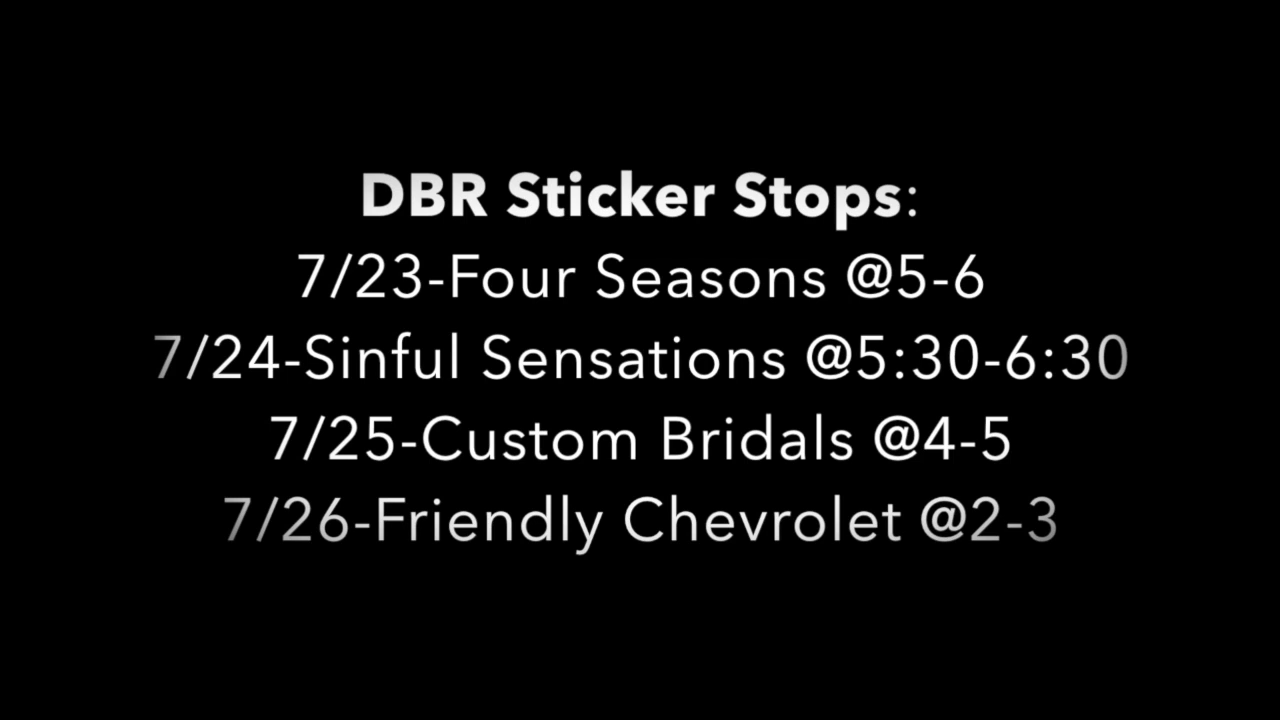 DBR Sticker Stops:
7/23-Four Seasons @5-6
7/24-Sinful Sensations @5:30-6:30
7/25-Custom Bridals @4-5
7/26-Friendly Chevrolet @2-3